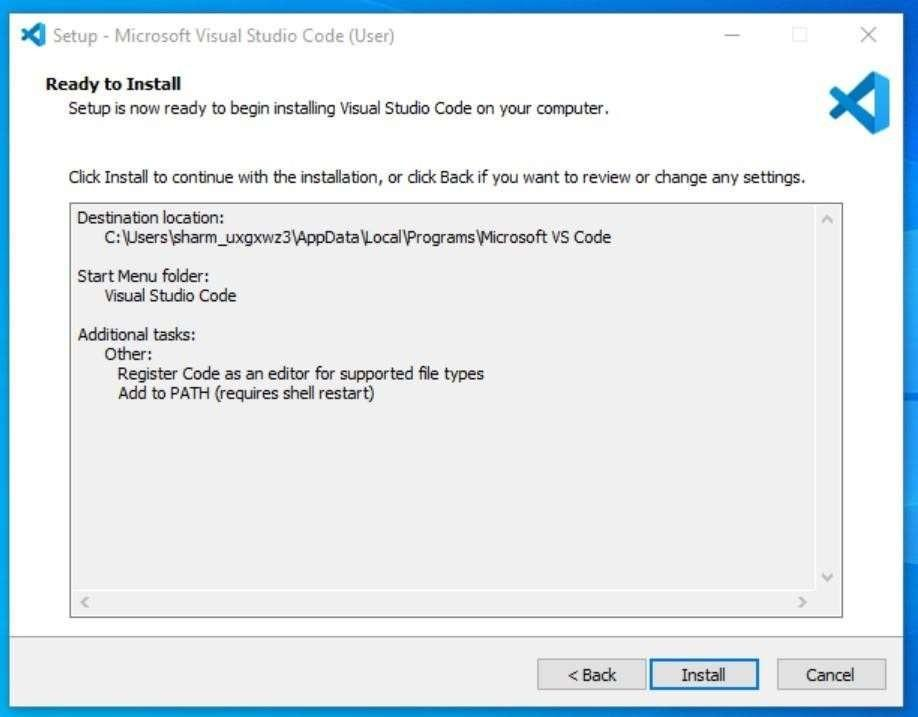 Setup - Microsoft Visual Studio Code (User)
Ready to Install
Setup is now ready to begin installing Visual Studio Code on your computer.
Click Install to continue with the installation, or click Back if you want to review or change any settings.
Destination location:
C:\Users\sharm_uxgxwz3\AppData\Local\Programs\Microsoft VS Code
Start Menu folder:
Visual Studio Code
Additional tasks:
Other:
Register Code as an editor for supported file types
Add to PATH (requires shell restart)
< Back Install Cancel